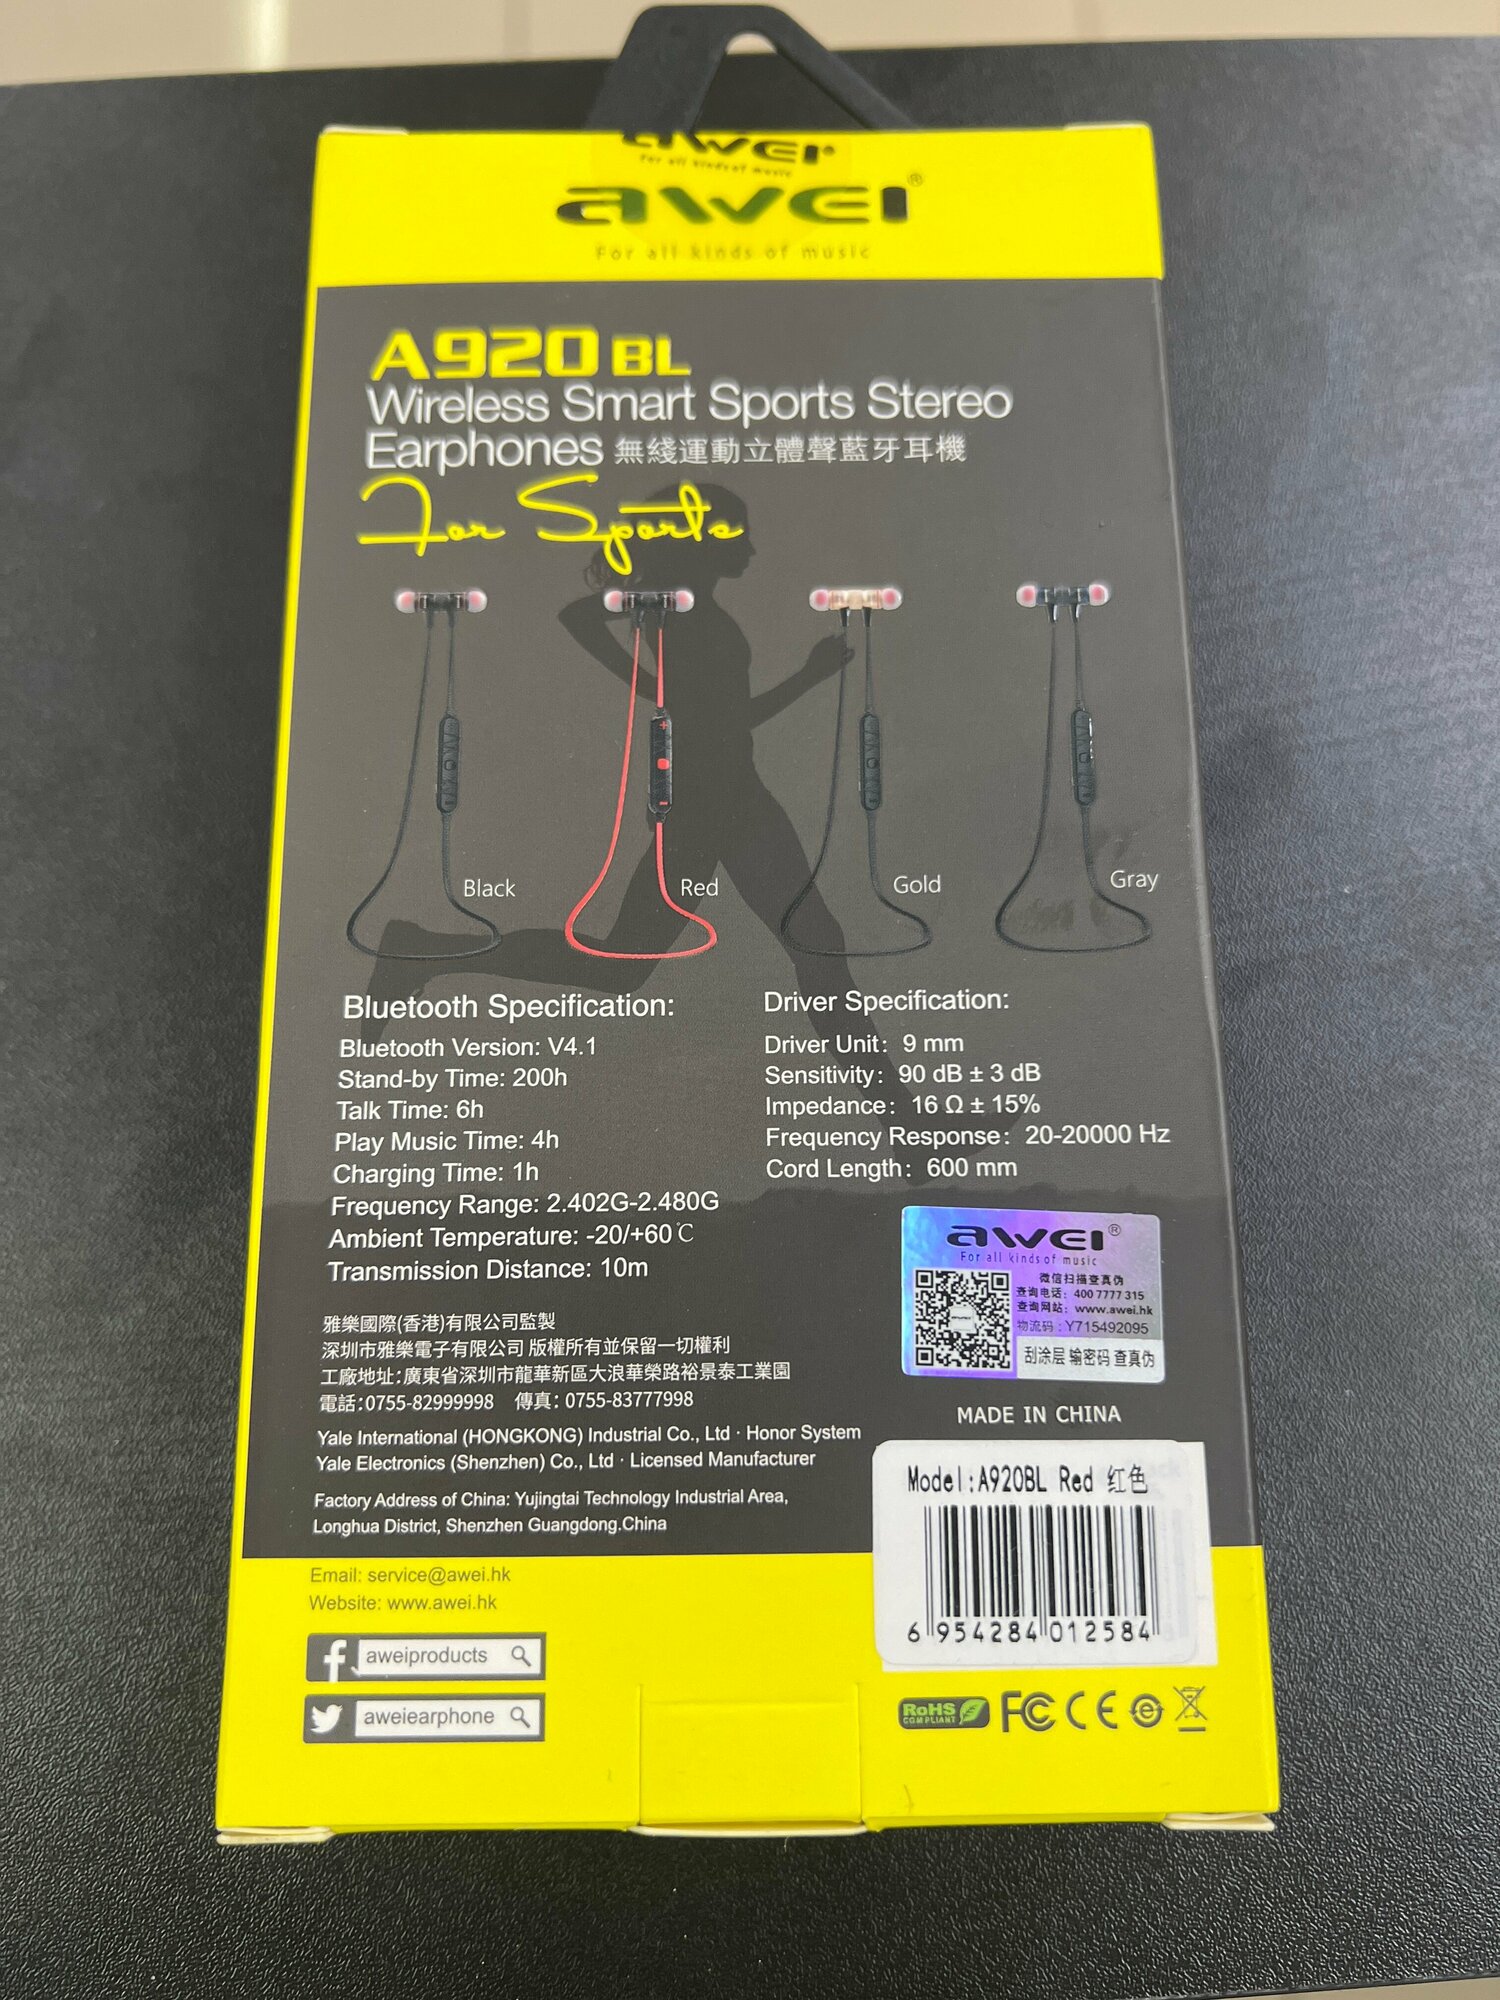 awei
For all kinds of music
awei®
For all kinds of music
A920 BL
Wireless Smart Sports Stereo
Earphones 無綫運動立體聲藍牙耳機
For Sports
Black
Red
Gold
Gray
Bluetooth Specification:
Bluetooth Version: V4.1
Stand-by Time: 200h
Talk Time: 6h
Play Music Time: 4h
Charging Time: 1h
Frequency Range: 2.402G-2.480G
Ambient Temperature: -20/+60℃
Transmission Distance: 10m
Driver Specification:
Driver Unit: 9 mm
Sensitivity: 90 dB ± 3 dB
Impedance: 16 Ω ± 15%
Frequency Response: 20-20000 Hz
Cord Length: 600 mm
awei®
For all kinds of music
微信扫描查真伪
查询电话: 400 7777 315
查询网站: www.awei.hk
物流码: Y715492095
刮涂层 输密码 查真伪
雅樂國際(香港)有限公司監製
深圳市雅樂電子有限公司 版權所有並保留一切權利
工廠地址:廣東省深圳市龍華新區大浪華榮路裕景泰工業園
電話:0755-82999998 傳真: 0755-83777998
Yale International (HONGKONG) Industrial Co., Ltd · Honor System
Yale Electronics (Shenzhen) Co., Ltd · Licensed Manufacturer
Factory Address of China: Yujingtai Technology Industrial Area,
Longhua District, Shenzhen Guangdong.China
MADE IN CHINA
Model:A920BL Red 红色
6 954284 012584
Email: service@awei.hk
Website: www.awei.hk
f aweiproducts
aweiearphone
RoHS
COMPLIANT
FC CE e